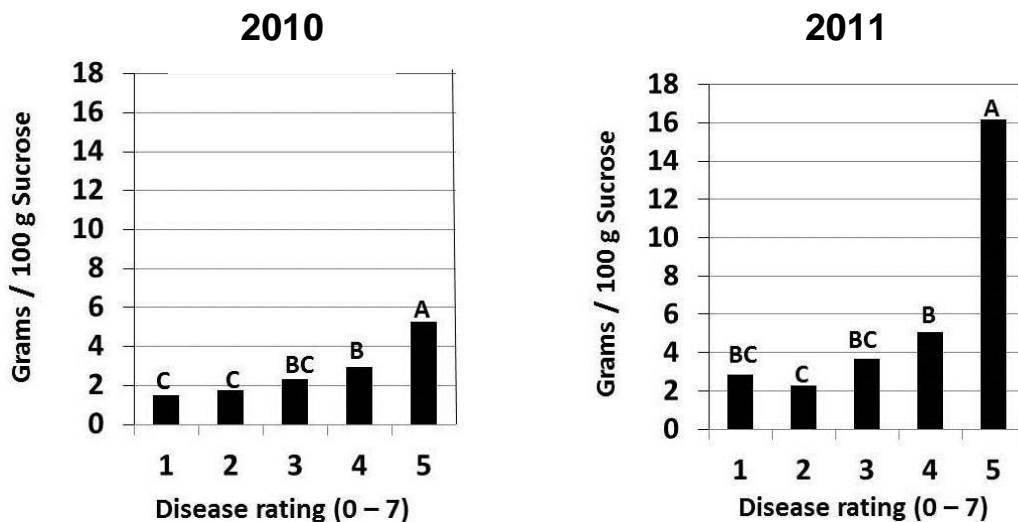 2010
Grams / 100 g Sucrose
18
16
14
12
10
8
6
4
2
0
C
C
BC
B
A
1 2 3 4 5
Disease rating (0 – 7)
2011
Grams / 100 g Sucrose
18
16
14
12
10
8
6
4
2
0
BC
C
BC
B
A
1 2 3 4 5
Disease rating (0 – 7)